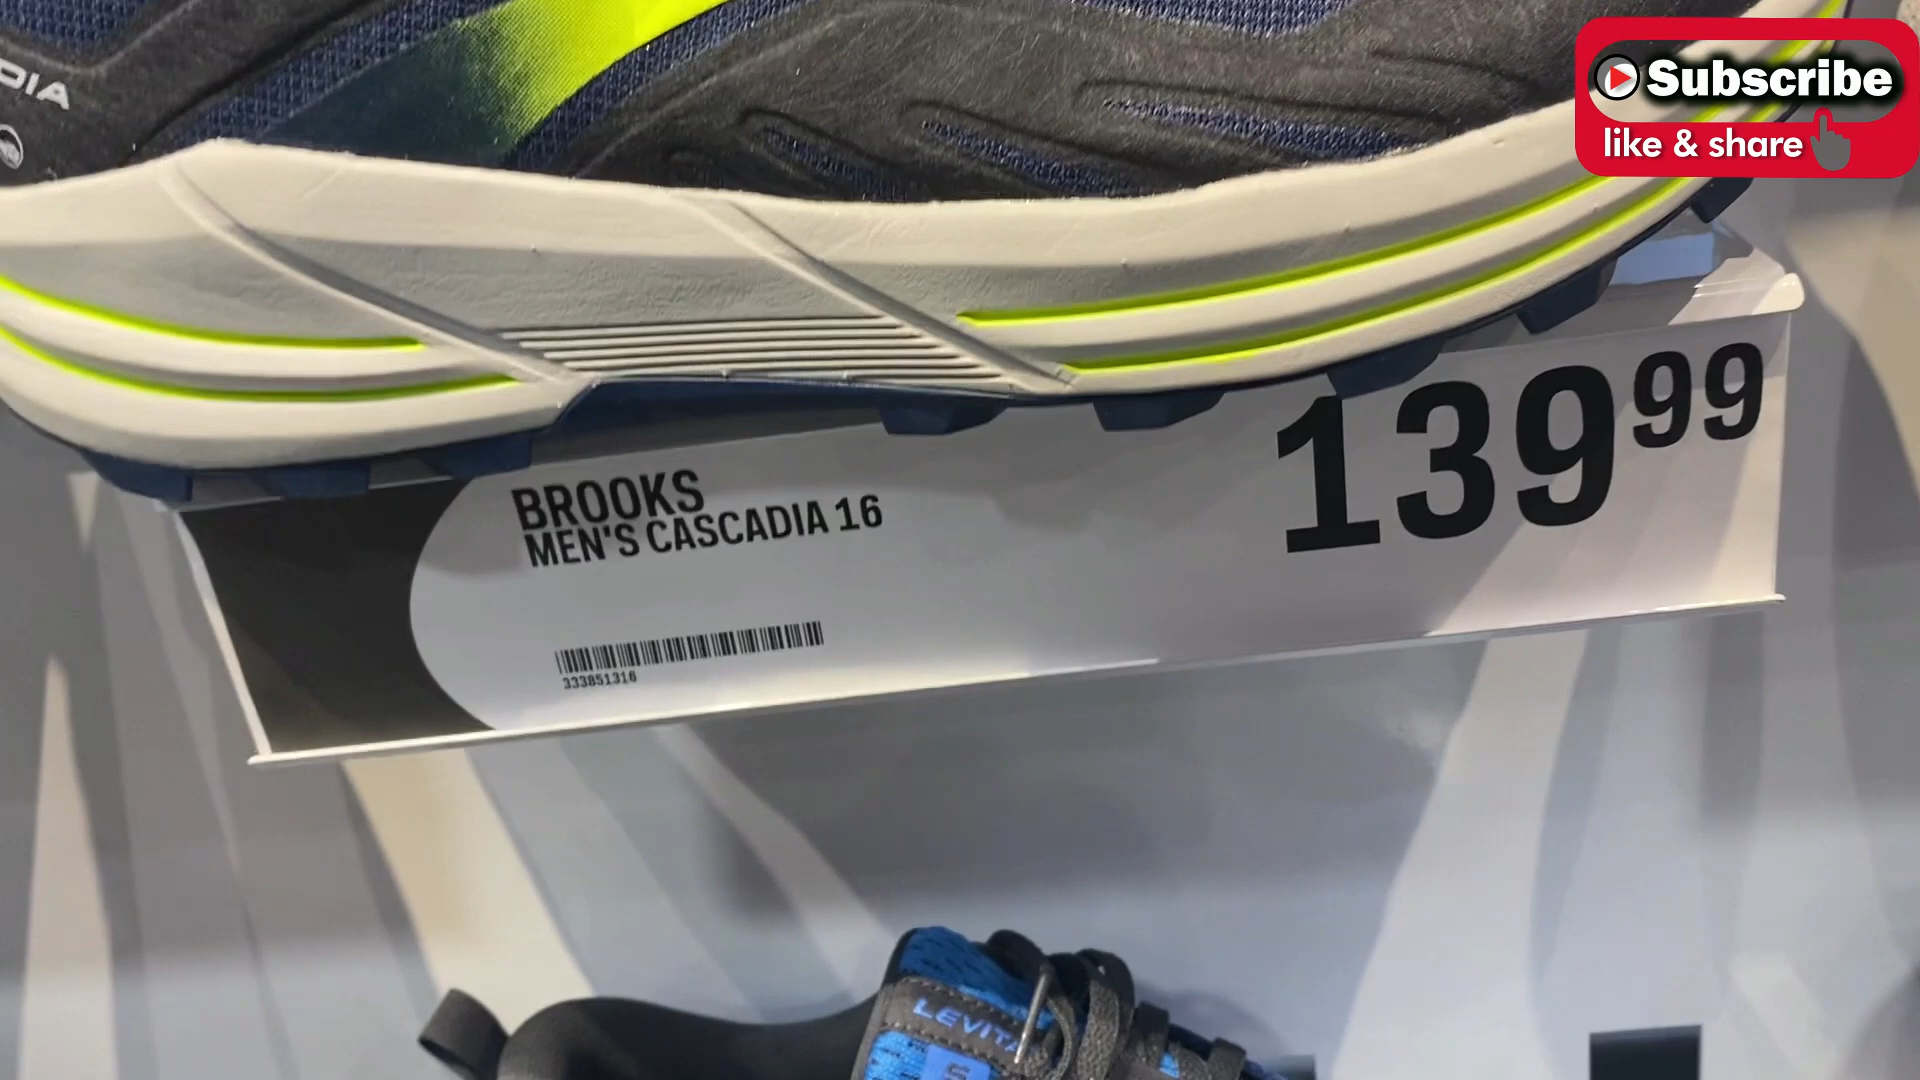 Subscribe
like & share
DIA
139 99
BROOKS
MEN'S CASCADIA 16
333851316
LEVIT